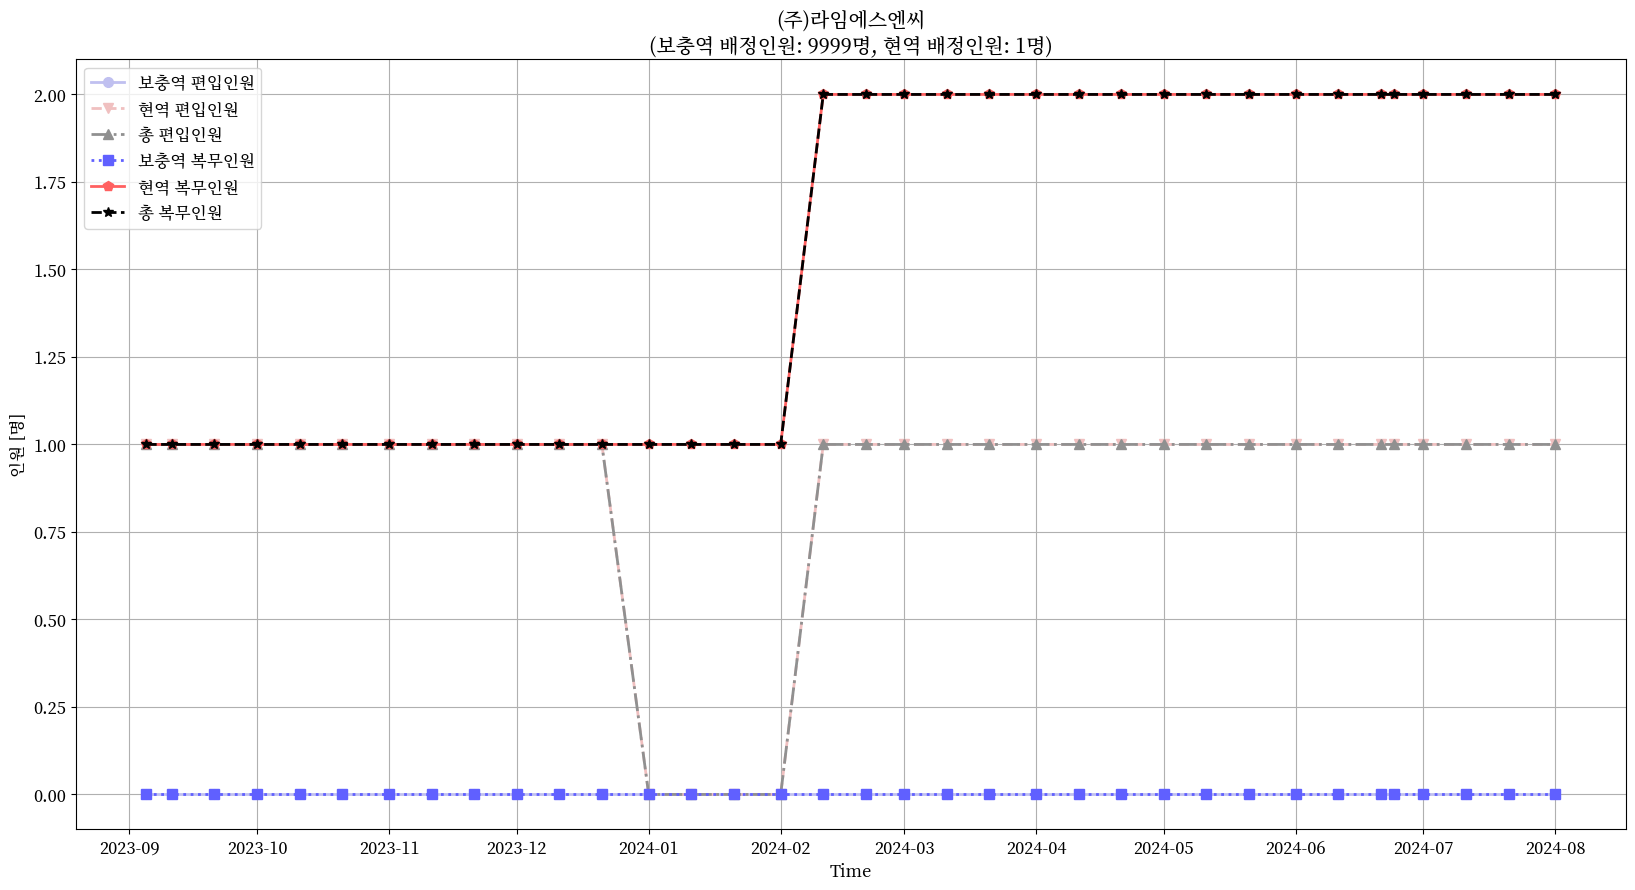 (주)라임에스엔씨
(보충역 배정인원: 9999명, 현역 배정인원: 1명)
보충역 편입인원
현역 편입인원
총 편입인원
보충역 복무인원
현역 복무인원
총 복무인원
2.00
1.75
1.50
1.25
1.00
0.75
0.50
0.25
0.00
인원 [명]
2023-09 2023-10 2023-11 2023-12 2024-01 2024-02 2024-03 2024-04 2024-05 2024-06 2024-07 2024-08
Time